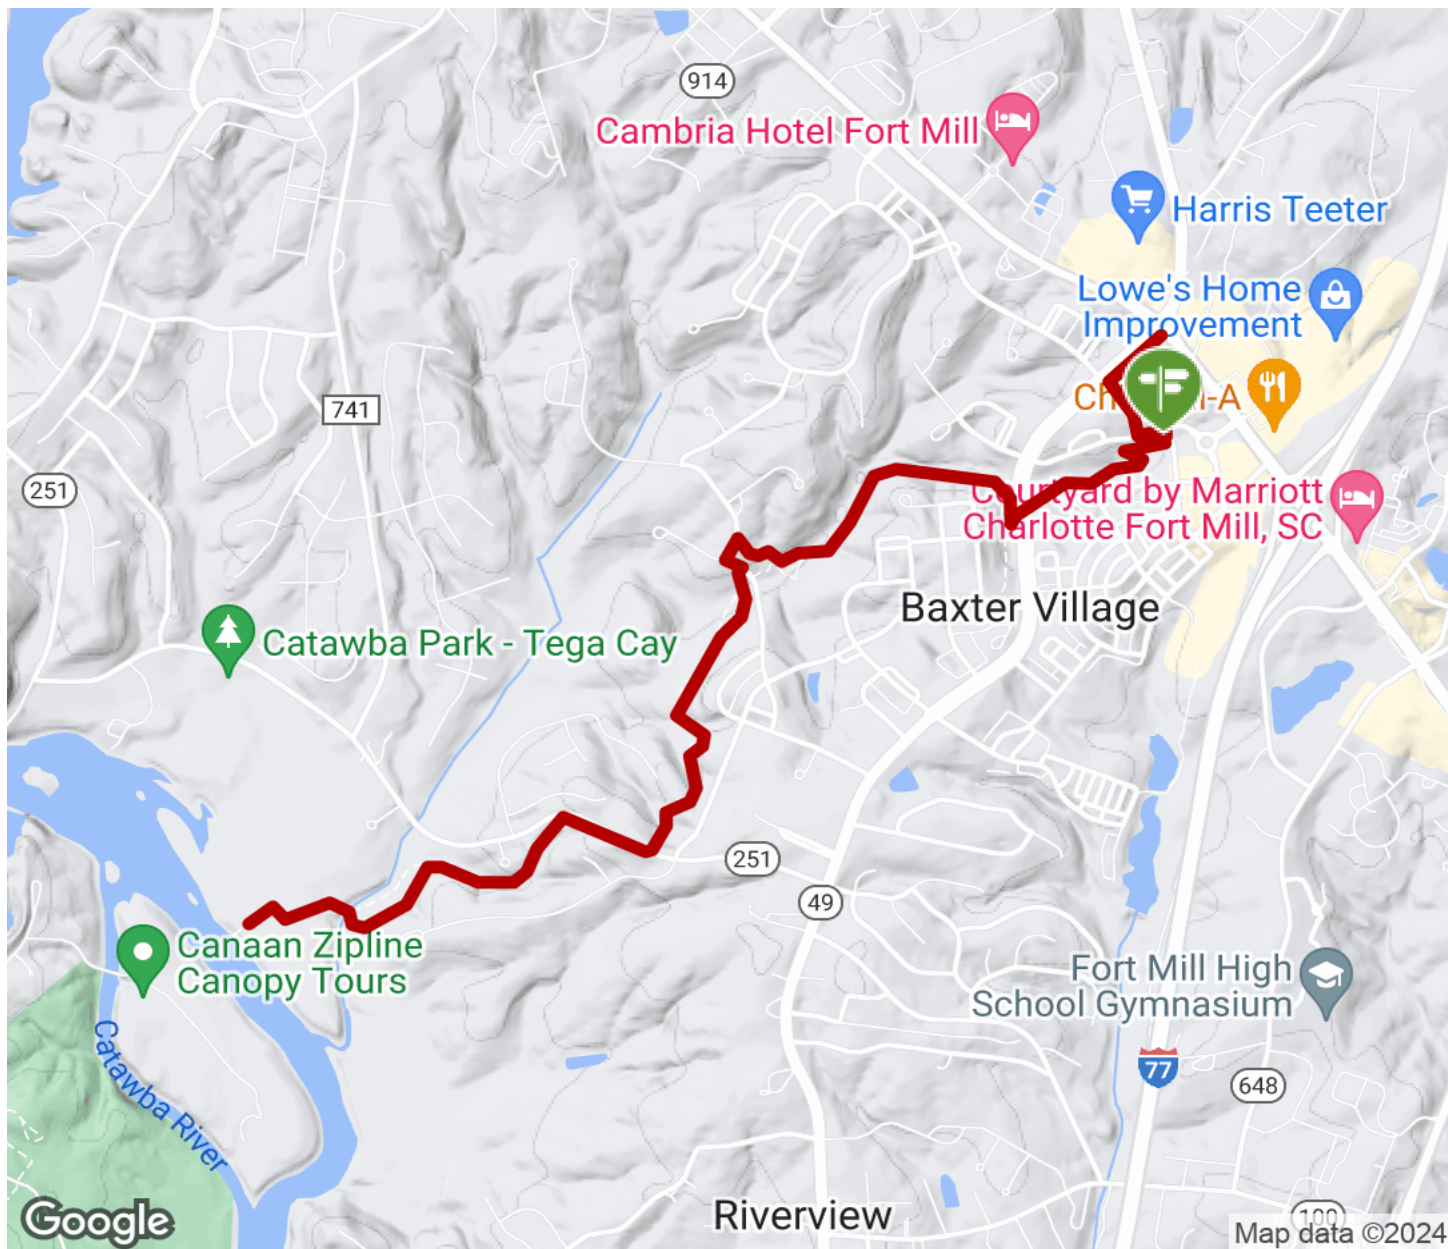 914
Cambria Hotel Fort Mill
Harris Teeter
Lowe's Home
Improvement
741
Ch
-A
251
Courtyard by Marriott
Charlotte Fort Mill, SC
Baxter Village
Catawba Park - Tega Cay
251
49
Canaan Zipline
Canopy Tours
Fort Mill High
School Gymnasium
77
648
Catawba River
Riverview
100
Google
Map data ©2024